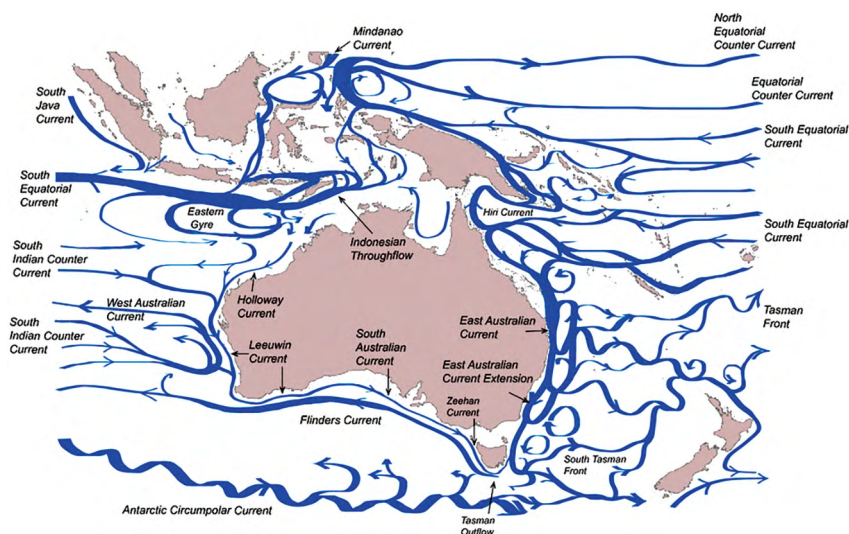 North
Equatorial
Counter Current
Mindanao
Current
Equatorial
Counter Current
South
Java
Current
South Equatorial
Current
South
Equatorial
Current
Eastern
Gyre
Hiri Current
Indonesian
Throughflow
South Equatorial
Current
South
Indian Counter
Current
Holloway
Current
West Australian
Current
Tasman
Front
South
Indian Counter
Current
Leeuwin
Current
South
Australian
Current
East Australian
Current
East Australian
Current Extension
Zeehan
Current
Flinders Current
South Tasman
Front
Antarctic Circumpolar Current
Tasman
Outflow